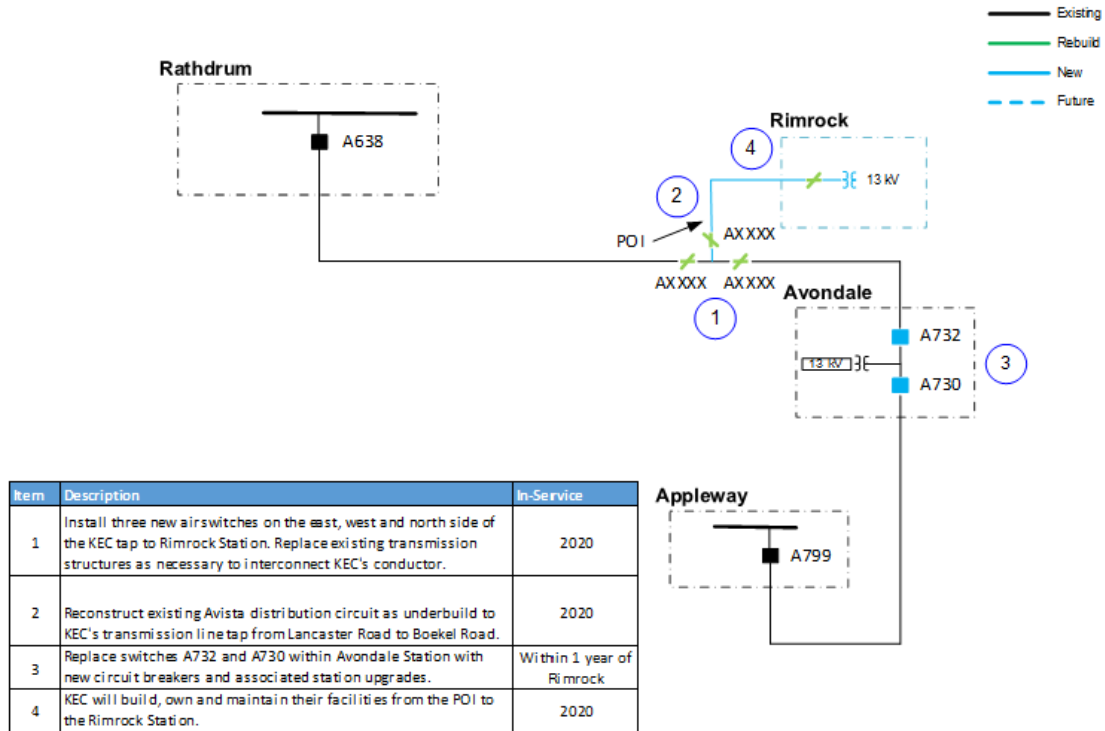 Existing
Rebuild
New
Future
Rathdrum
A638
Rimrock
4
13 kV
2
POI
AXXXX
AXXXX
AXXXX
1
Avondale
A732
13 kV
3
A730
Appleway
A799
Item Description In-Service
1 Install three new airswitches on the east, west and north side of
the KEC tap to Rimrock Station. Replace existing transmission
structures as necessary to interconnect KEC's conductor.
2020
2 Reconstruct existing Avista distribution circuit as underbuild to
KEC's transmission line tap from Lancaster Road to Boekel Road.
2020
3 Replace switches A732 and A730 within Avondale Station with
new circuit breakers and associated station upgrades.
Within 1 year of
Rimrock
4 KEC will build, own and maintain their facilities from the POI to
the Rimrock Station.
2020